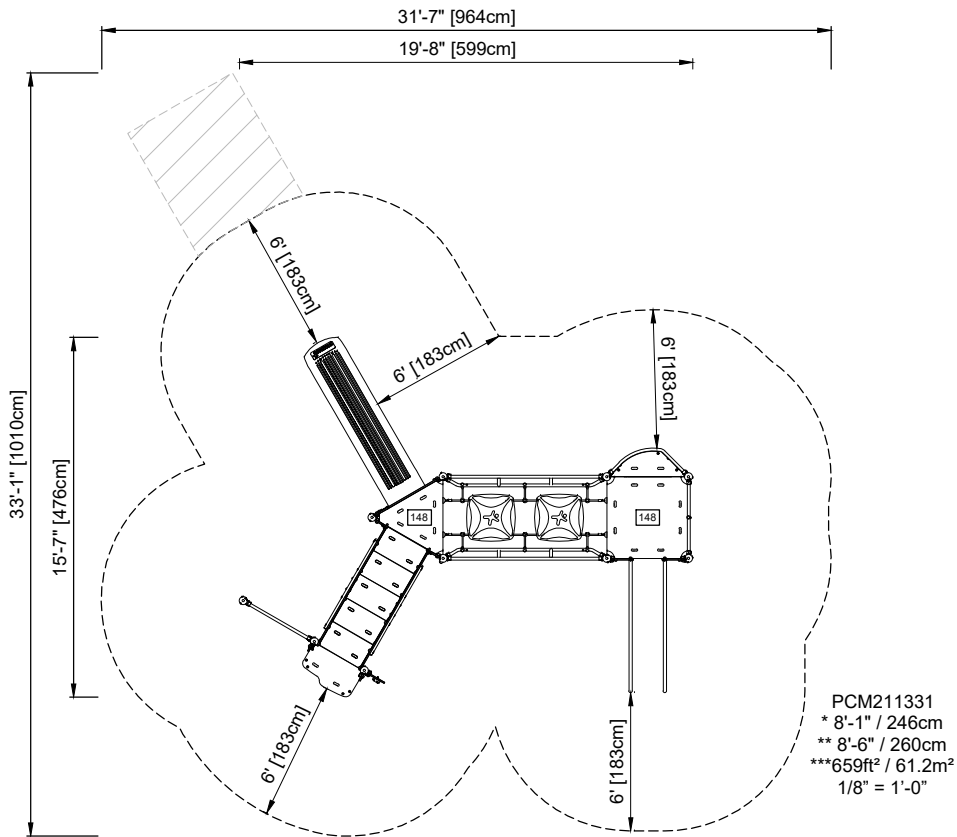 31'-7" [964cm]
19'-8" [599cm]
33'-1" [1010cm]
15'-7" [476cm]
6' [183cm]
6' [183cm]
6' [183cm]
148
148
6' [183cm]
6' [183cm]
PCM211331
* 8'-1" / 246cm
** 8'-6" / 260cm
***659ft² / 61.2m²
1/8” = 1’-0”